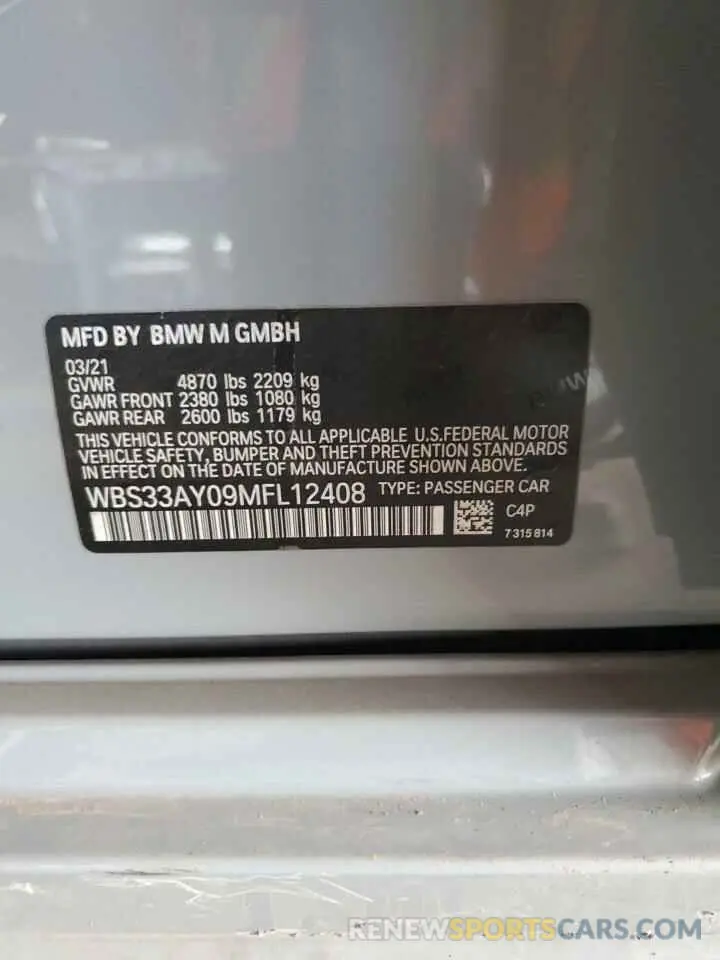 MFD BY BMW M GMBH
03/21
GVWR 4870 lbs 2209 kg
GAWR FRONT 2380 lbs 1080 kg
GAWR REAR 2600 lbs 1179 kg
THIS VEHICLE CONFORMS TO ALL APPLICABLE U.S.FEDERAL MOTOR
VEHICLE SAFETY, BUMPER AND THEFT PREVENTION STANDARDS
IN EFFECT ON THE DATE OF MANUFACTURE SHOWN ABOVE.
WBS33AY09MFL12408 TYPE: PASSENGER CAR
C4P
7 315 814
RENEWSPORTSCARS.COM